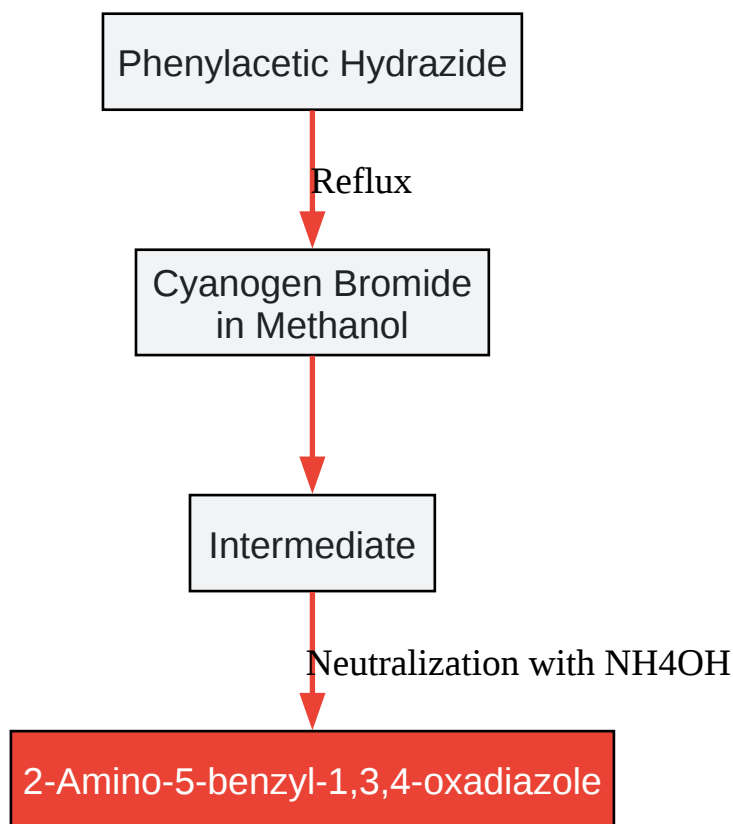 Phenylacetic Hydrazide
Reflux
Cyanogen Bromide
in Methanol
Intermediate
Neutralization with NH4OH
2-Amino-5-benzyl-1,3,4-oxadiazole